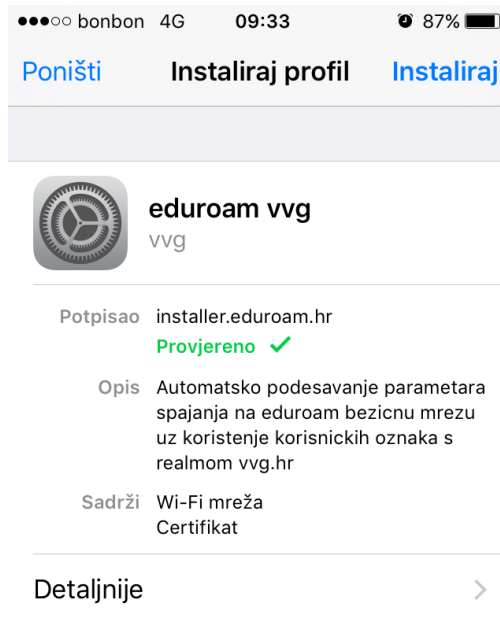 bonbon 4G 09:33 87%
Poništi Instaliraj profil Instaliraj
eduroam vvg
vvg
Potpisao installer.eduroam.hr
Provjereno ✓
Opis Automatsko podesavanje parametara
spajanja na eduroam bezicnu mrezu
uz koristenje korisnickih oznaka s
realmom vvg.hr
Sadrži Wi-Fi mreža
Certifikat
Detaljnije